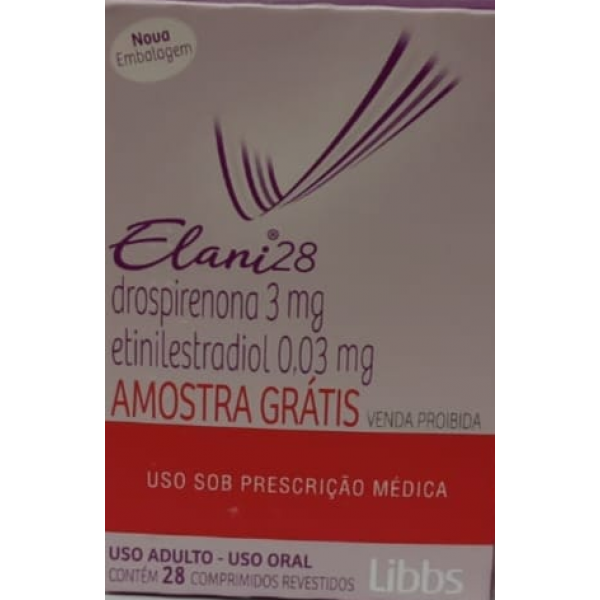 Nova
Embalagem
Elani®28
drospirenona 3 mg
etinilestradiol 0,03 mg
AMOSTRA GRÁTIS VENDA PROIBIDA
USO SOB PRESCRIÇÃO MÉDICA
USO ADULTO - USO ORAL
CONTÉM 28 COMPRIMIDOS REVESTIDOS
Libbs